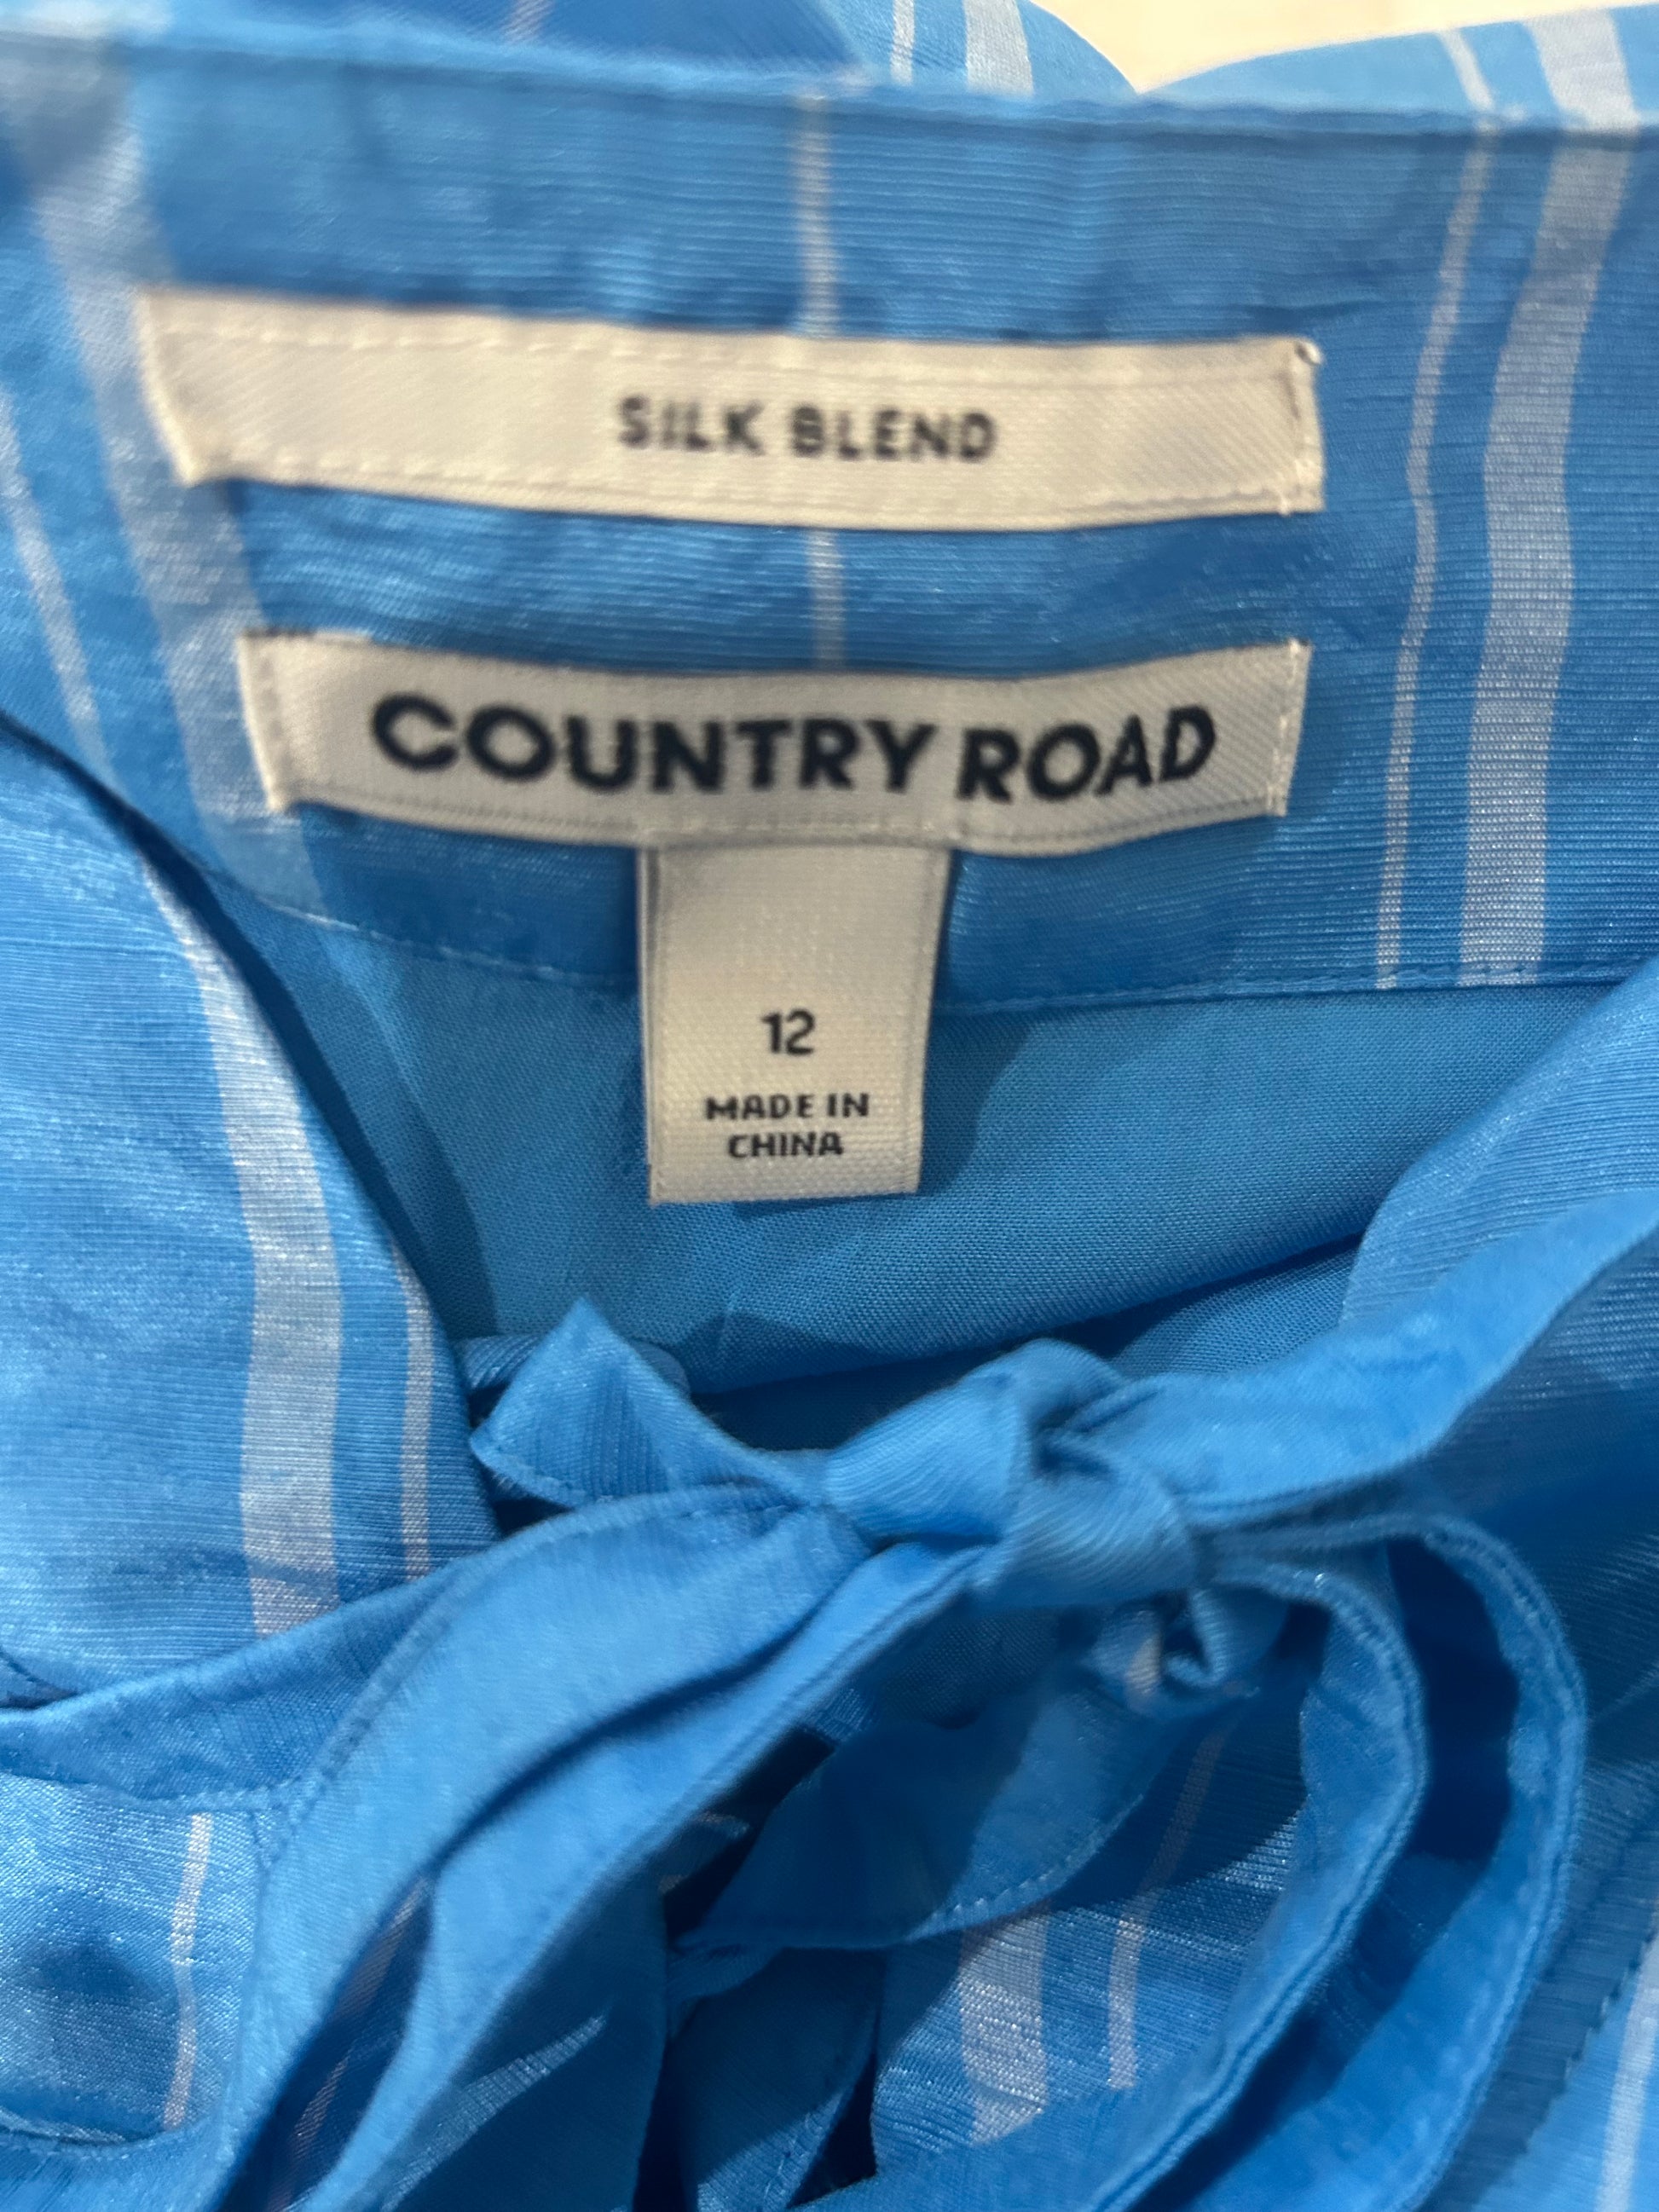 SILK BLEND
COUNTRY ROAD
12
MADE IN
CHINA